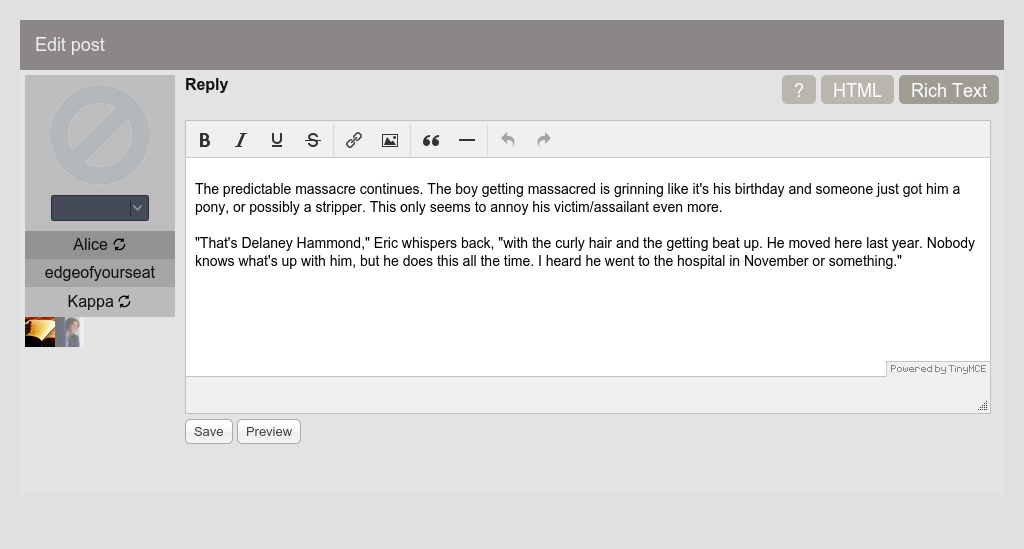 Edit post
Reply
?
HTML
Rich Text
B
I
U
S
The predictable massacre continues. The boy getting massacred is grinning like it's his birthday and someone just got him a
pony, or possibly a stripper. This only seems to annoy his victim/assailant even more.
"That's Delaney Hammond," Eric whispers back, "with the curly hair and the getting beat up. He moved here last year. Nobody
knows what's up with him, but he does this all the time. I heard he went to the hospital in November or something."
Alice
edgeofyourseat
Kappa
Powered by TinyMCE
Save
Preview